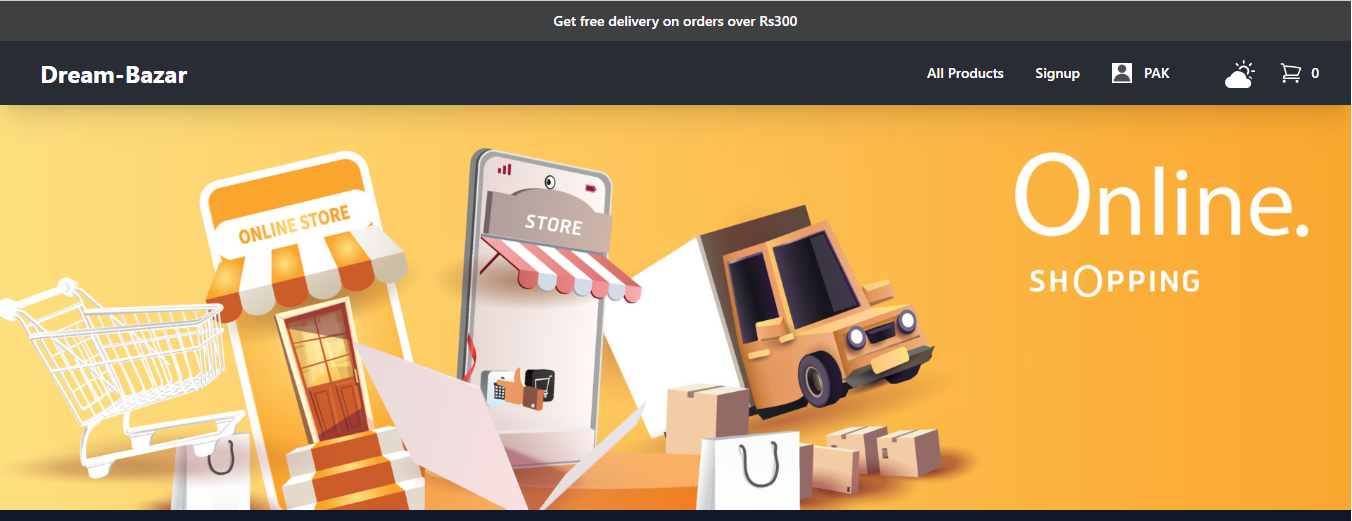 Get free delivery on orders over Rs300
Dream-Bazar
All Products Signup PAK 0
ONLINE STORE
STORE
Online.
SHOPPING